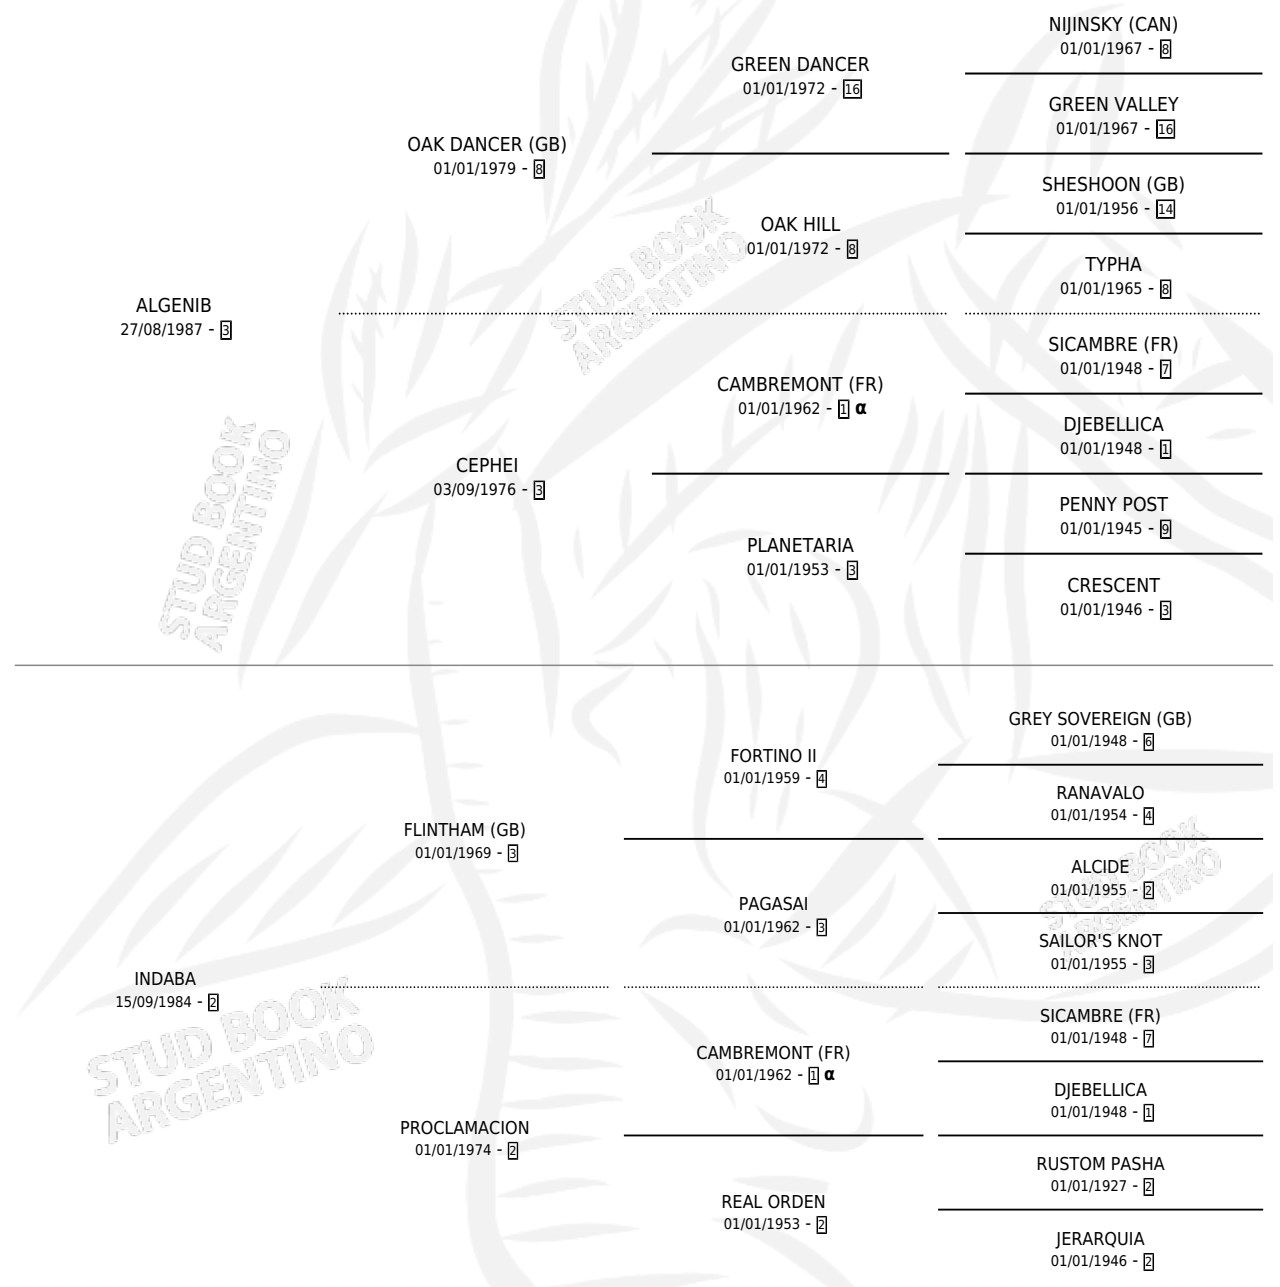 NIJINSKY (CAN)
01/01/1967 - 8
GREEN DANCER
01/01/1972 - 16
GREEN VALLEY
01/01/1967 - 16
OAK DANCER (GB)
01/01/1979 - 8
SHESHOON (GB)
01/01/1956 - 14
OAK HILL
01/01/1972 - 8
TYPHA
01/01/1965 - 8
STUD BOOK
ARGENTINO
ALGENIB
27/08/1987 - 3
SICAMBRE (FR)
01/01/1948 - 7
CAMBREMONT (FR)
01/01/1962 - 1 α
DJEBELLICA
01/01/1948 - 1
CEPHEI
03/09/1976 - 3
PENNY POST
01/01/1945 - 9
PLANETARIA
01/01/1953 - 3
CRESCENT
01/01/1946 - 3
STUD BOOK
ARGENTINO
GREY SOVEREIGN (GB)
01/01/1948 - 6
FORTINO II
01/01/1959 - 4
RANAVALO
01/01/1954 - 4
FLINTHAM (GB)
01/01/1969 - 3
ALCIDE
01/01/1955 - 2
PAGASAI
01/01/1962 - 3
SAILOR'S KNOT
01/01/1955 - 3
STUD BOOK
ARGENTINO
INDABA
15/09/1984 - 2
SICAMBRE (FR)
01/01/1948 - 7
CAMBREMONT (FR)
01/01/1962 - 1 α
DJEBELLICA
01/01/1948 - 1
STUD BOOK
ARGENTINO
PROCLAMACION
01/01/1974 - 2
RUSTOM PASHA
01/01/1927 - 2
REAL ORDEN
01/01/1953 - 2
JERARQUIA
01/01/1946 - 2